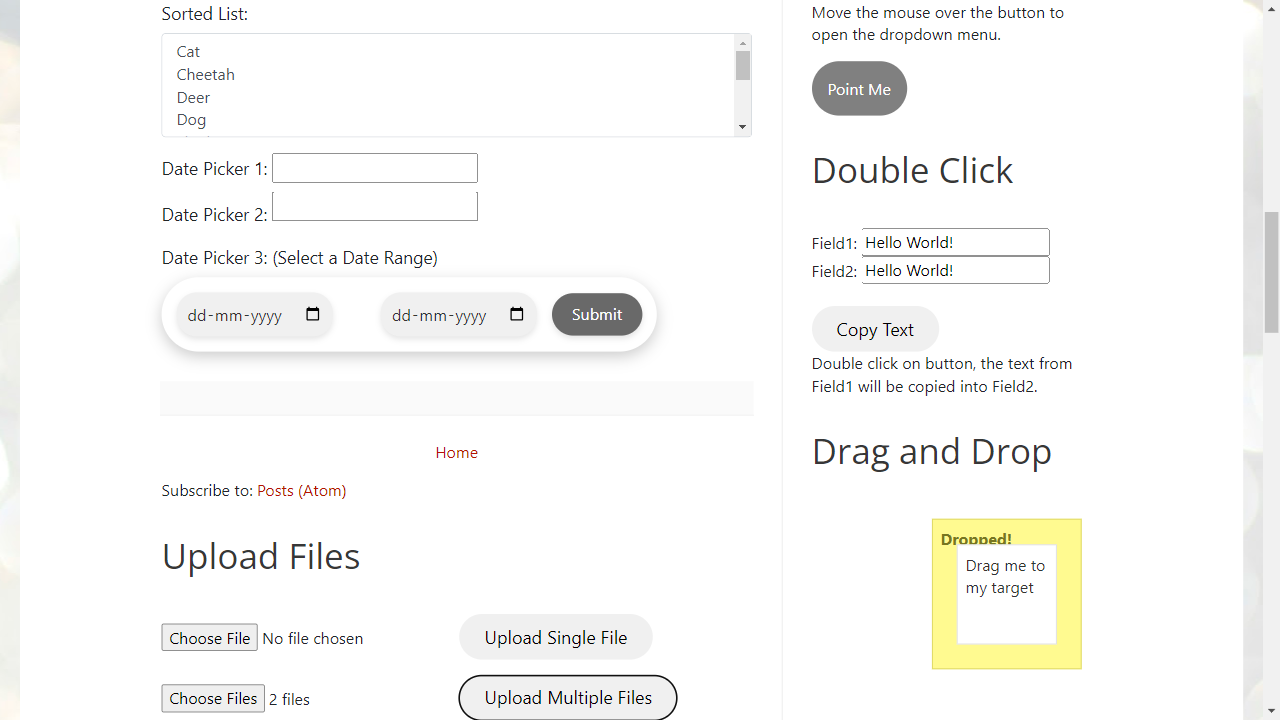 Sorted List:
Cat
Cheetah
Deer
Dog
Date Picker 1:
Date Picker 2:
Date Picker 3: (Select a Date Range)
dd-mm-yyyy
dd-mm-yyyy
Submit
Home
Subscribe to: Posts (Atom)
Upload Files
Choose File No file chosen
Upload Single File
Choose Files 2 files
Upload Multiple Files
Move the mouse over the button to
open the dropdown menu.
Point Me
Double Click
Field1: Hello World!
Field2: Hello World!
Copy Text
Double click on button, the text from
Field1 will be copied into Field2.
Drag and Drop
Dropped!
Drag me to
my target